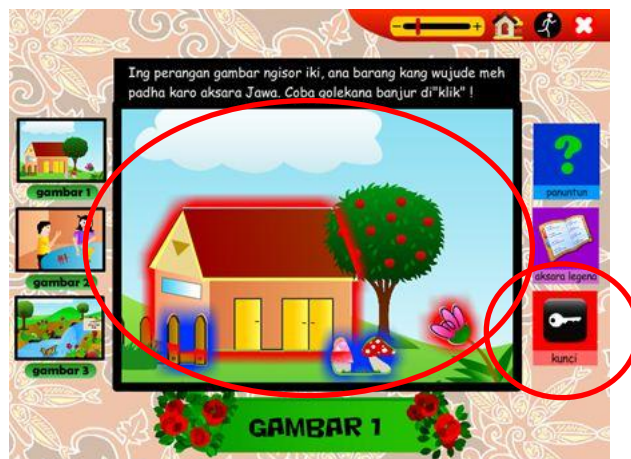 Ing perangan gambar ngisor iki, ana barang kang wujude meh
padha karo aksara Jawa. Coba golekana banjur di"klik" !
gambar 1
gambar 2
gambar 3
panuntun
aksara legena
kunci
GAMBAR 1